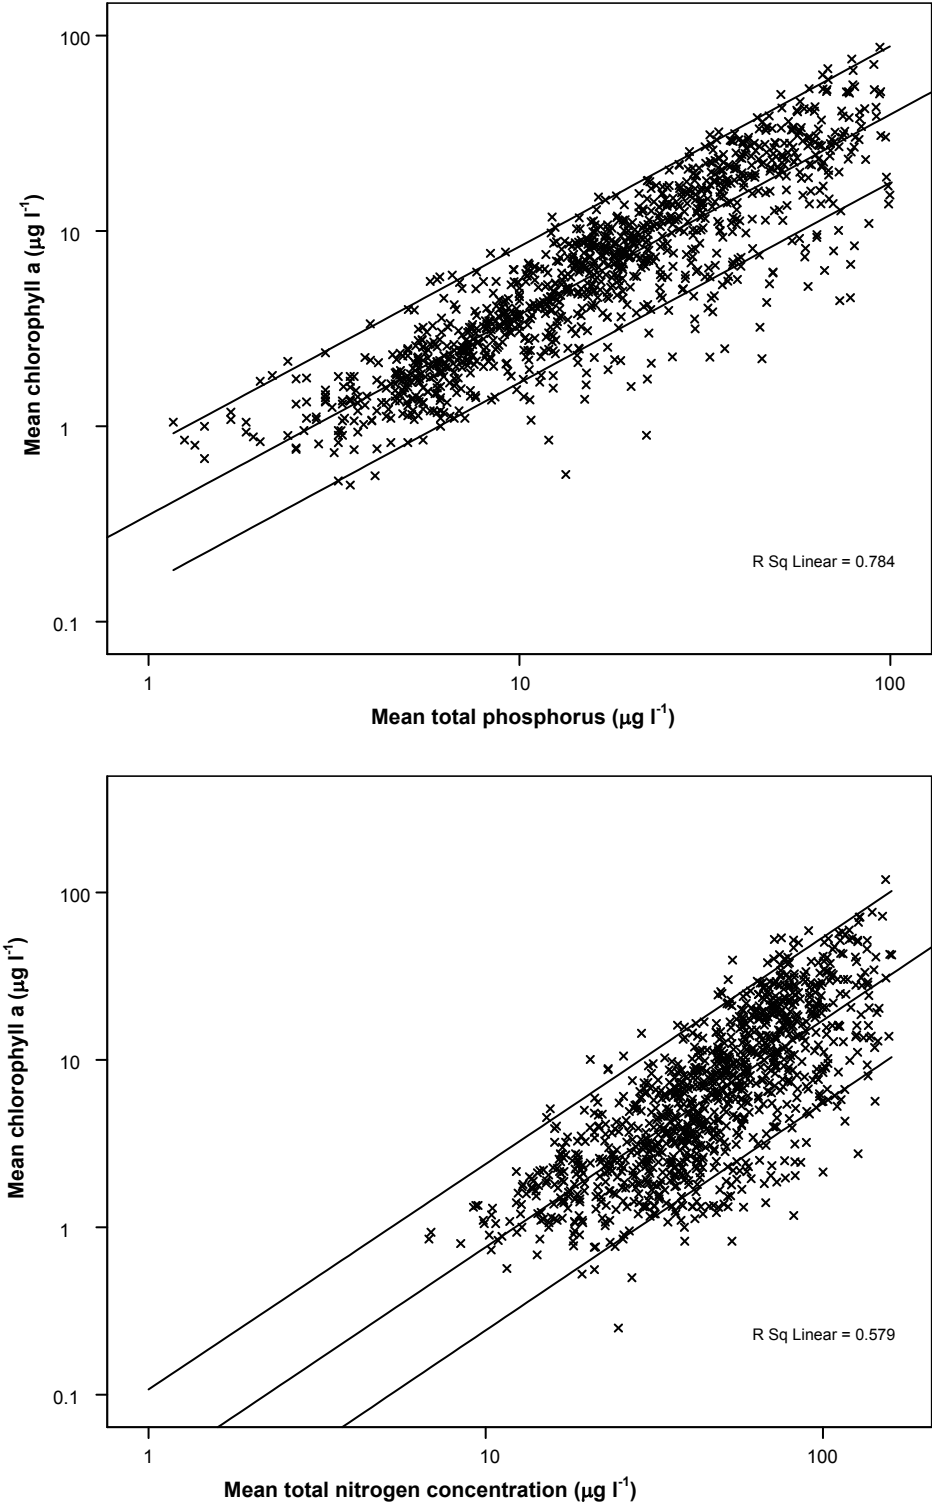 100
10
1
0.1
Mean chlorophyll a (μg l⁻¹)
R Sq Linear = 0.784
1 10 100
Mean total phosphorus (μg l⁻¹)
100
10
1
0.1
Mean chlorophyll a (μg l⁻¹)
R Sq Linear = 0.579
1 10 100
Mean total nitrogen concentration (μg l⁻¹)